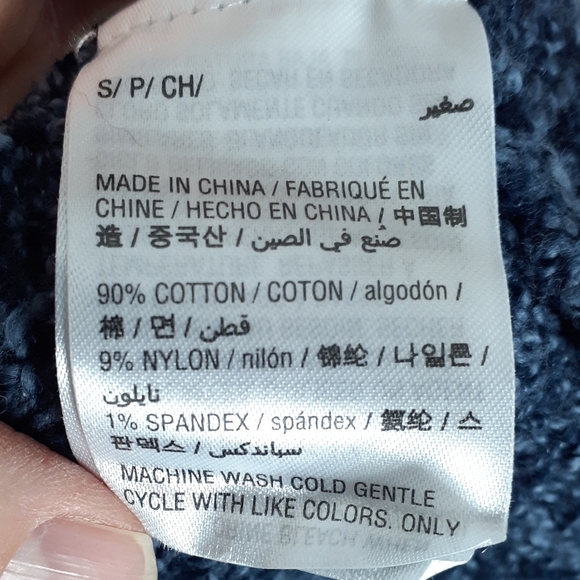 S/ P/ CH/
صغير
MADE IN CHINA / FABRIQUÉ EN
CHINE / HECHO EN CHINA / 中国制
造 / 중국산 / صنع في الصين
90% COTTON / COTON / algodón /
棉 / 면 / قطن
9% NYLON / nilón / 锦纶 / 나일론 /
نايلون
1% SPANDEX / spándex / 氨纶 / 스
판덱스 / سباندكس
MACHINE WASH COLD GENTLE
CYCLE WITH LIKE COLORS. ONLY